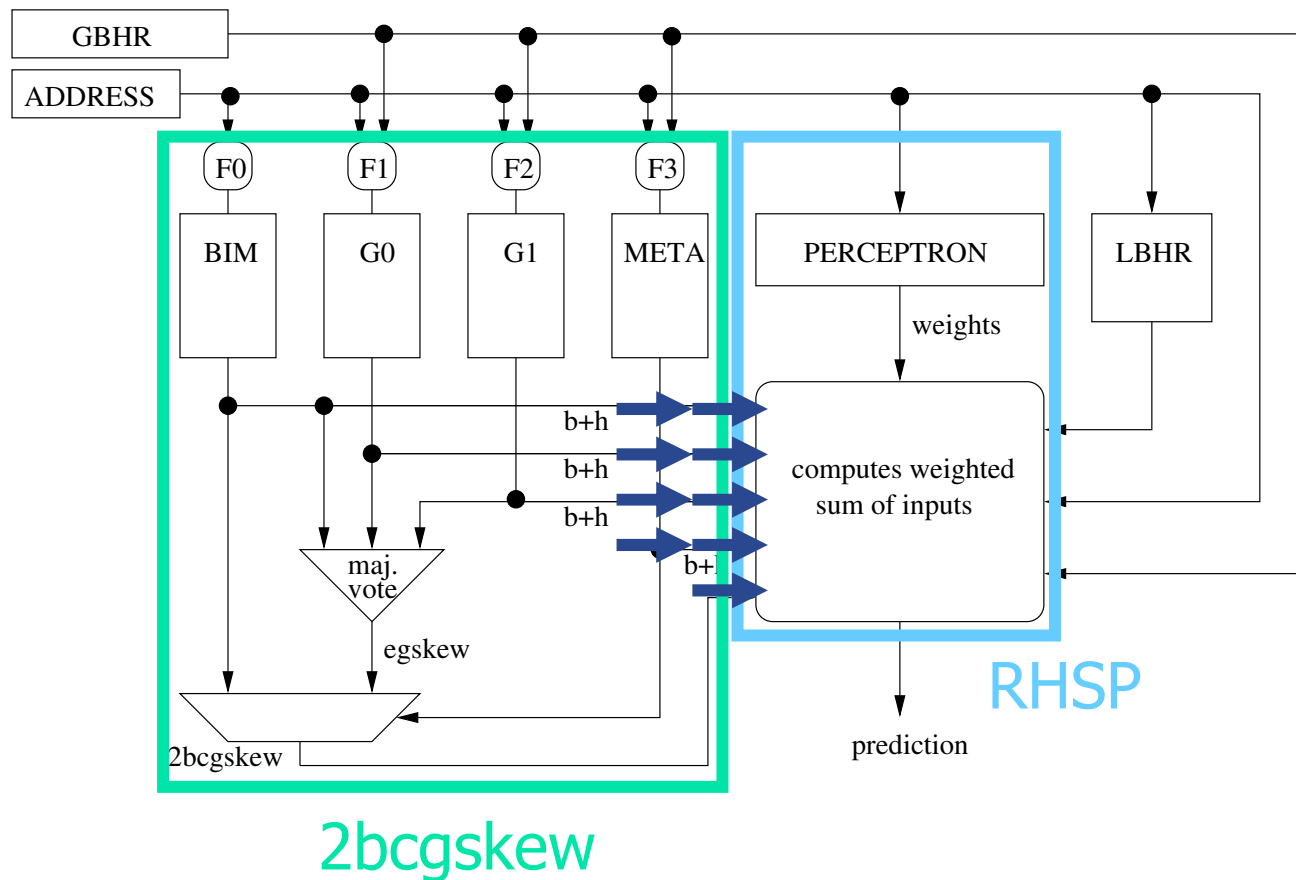 GBHR
ADDRESS
F0
F1
F2
F3
BIM
G0
G1
META
PERCEPTRON
LBHR
weights
b+h
b+h
b+h
computes weighted
sum of inputs
maj.
vote
egskew
RHSP
prediction
2bcgskew
2bcgskew